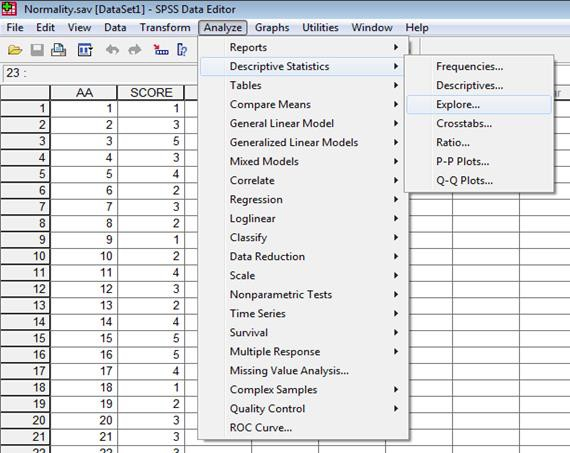 Normality.sav [DataSet1] - SPSS Data Editor
File Edit View Data Transform Analyze Graphs Utilities Window Help
23 :
AA SCORE
1 1 1
2 2 3
3 3 5
4 4 3
5 5 4
6 6 2
7 7 3
8 8 2
9 9 1
10 10 2
11 11 4
12 12 3
13 13 2
14 14 4
15 15 5
16 16 5
17 17 4
18 18 1
19 19 2
20 20 3
21 21 3
Reports
Descriptive Statistics
Tables
Compare Means
General Linear Model
Generalized Linear Models
Mixed Models
Correlate
Regression
Loglinear
Classify
Data Reduction
Scale
Nonparametric Tests
Time Series
Survival
Multiple Response
Missing Value Analysis...
Complex Samples
Quality Control
ROC Curve...
Frequencies...
Descriptives...
Explore...
Crosstabs...
Ratio...
P-P Plots...
Q-Q Plots...